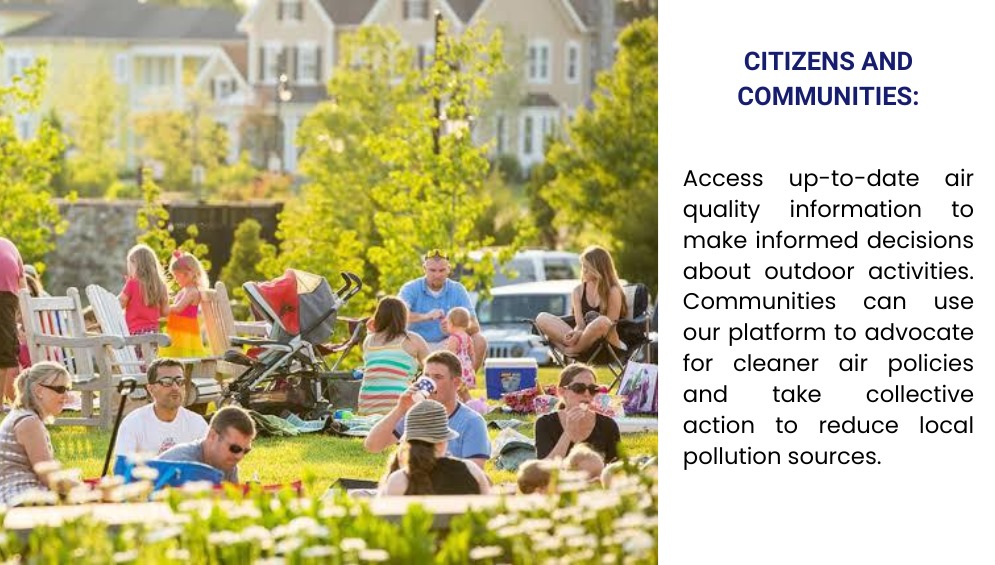 CITIZENS AND
COMMUNITIES:
Access up-to-date air
quality information to
make informed decisions
about outdoor activities.
Communities can use
our platform to advocate
for cleaner air policies
and take collective
action to reduce local
pollution sources.